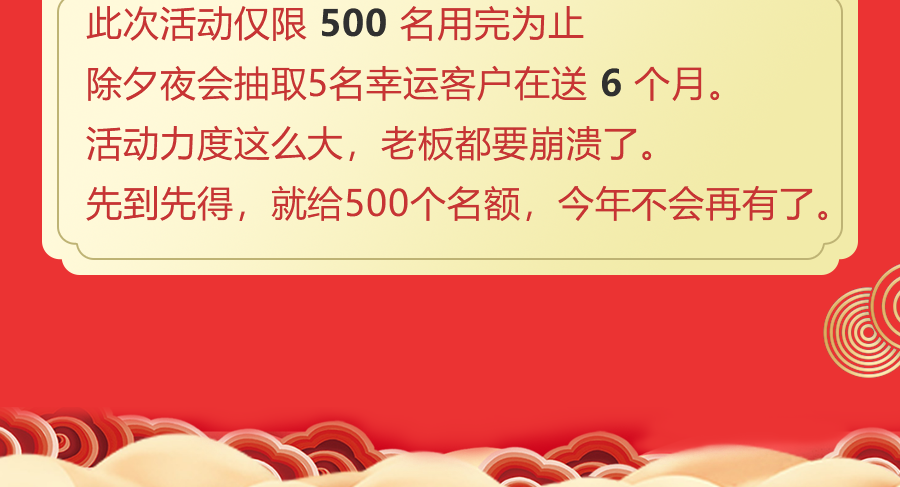 此次活动仅限 500 名用完为止
除夕夜会抽取5名幸运客户在送 6 个月。
活动力度这么大，老板都要崩溃了。
先到先得，就给500个名额，今年不会再有了。